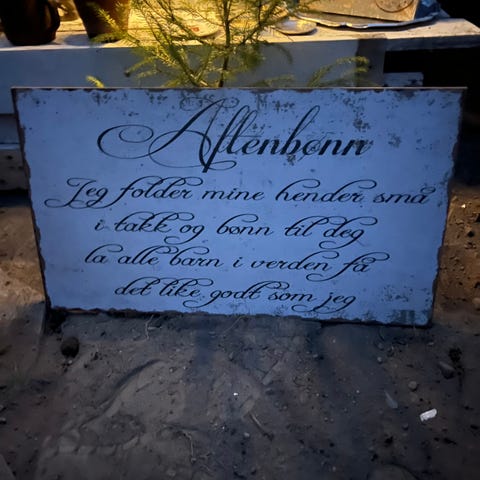 Aftenbønn
Jeg folder mine hender små
i takk og bønn til deg
la alle barn i verden få
det like godt som jeg